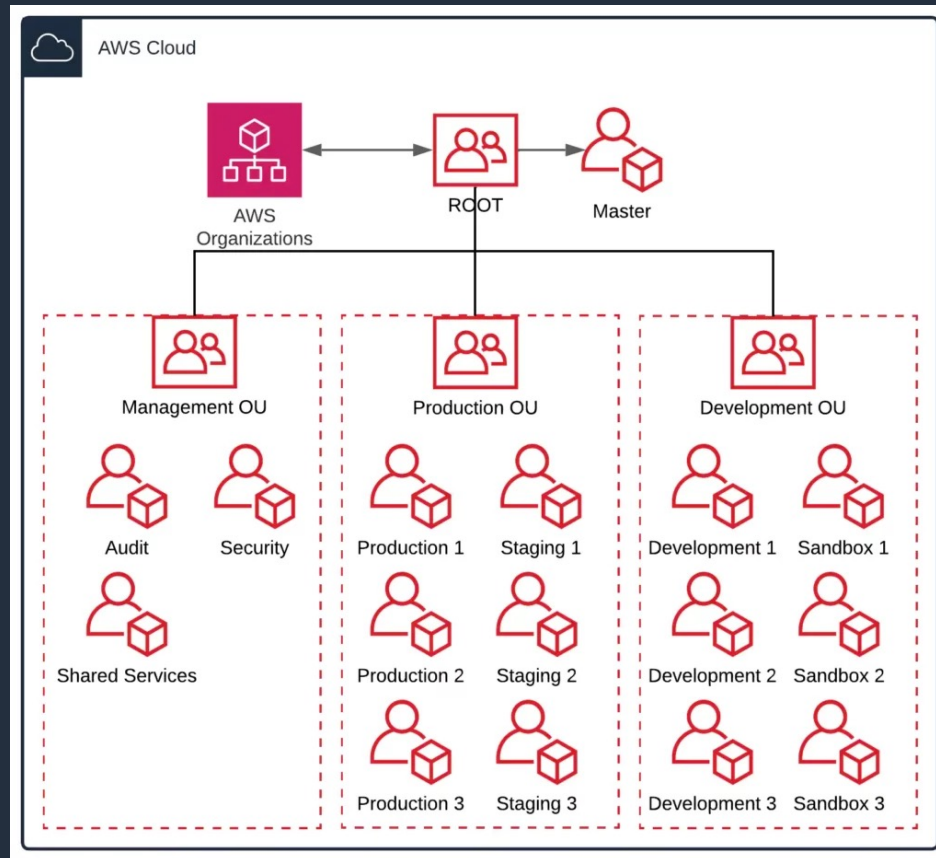 AWS Cloud
AWS
Organizations
ROOT
Master
Management OU
Production OU
Development OU
Audit
Security
Production 1
Staging 1
Development 1
Sandbox 1
Shared Services
Production 2
Staging 2
Development 2
Sandbox 2
Production 3
Staging 3
Development 3
Sandbox 3